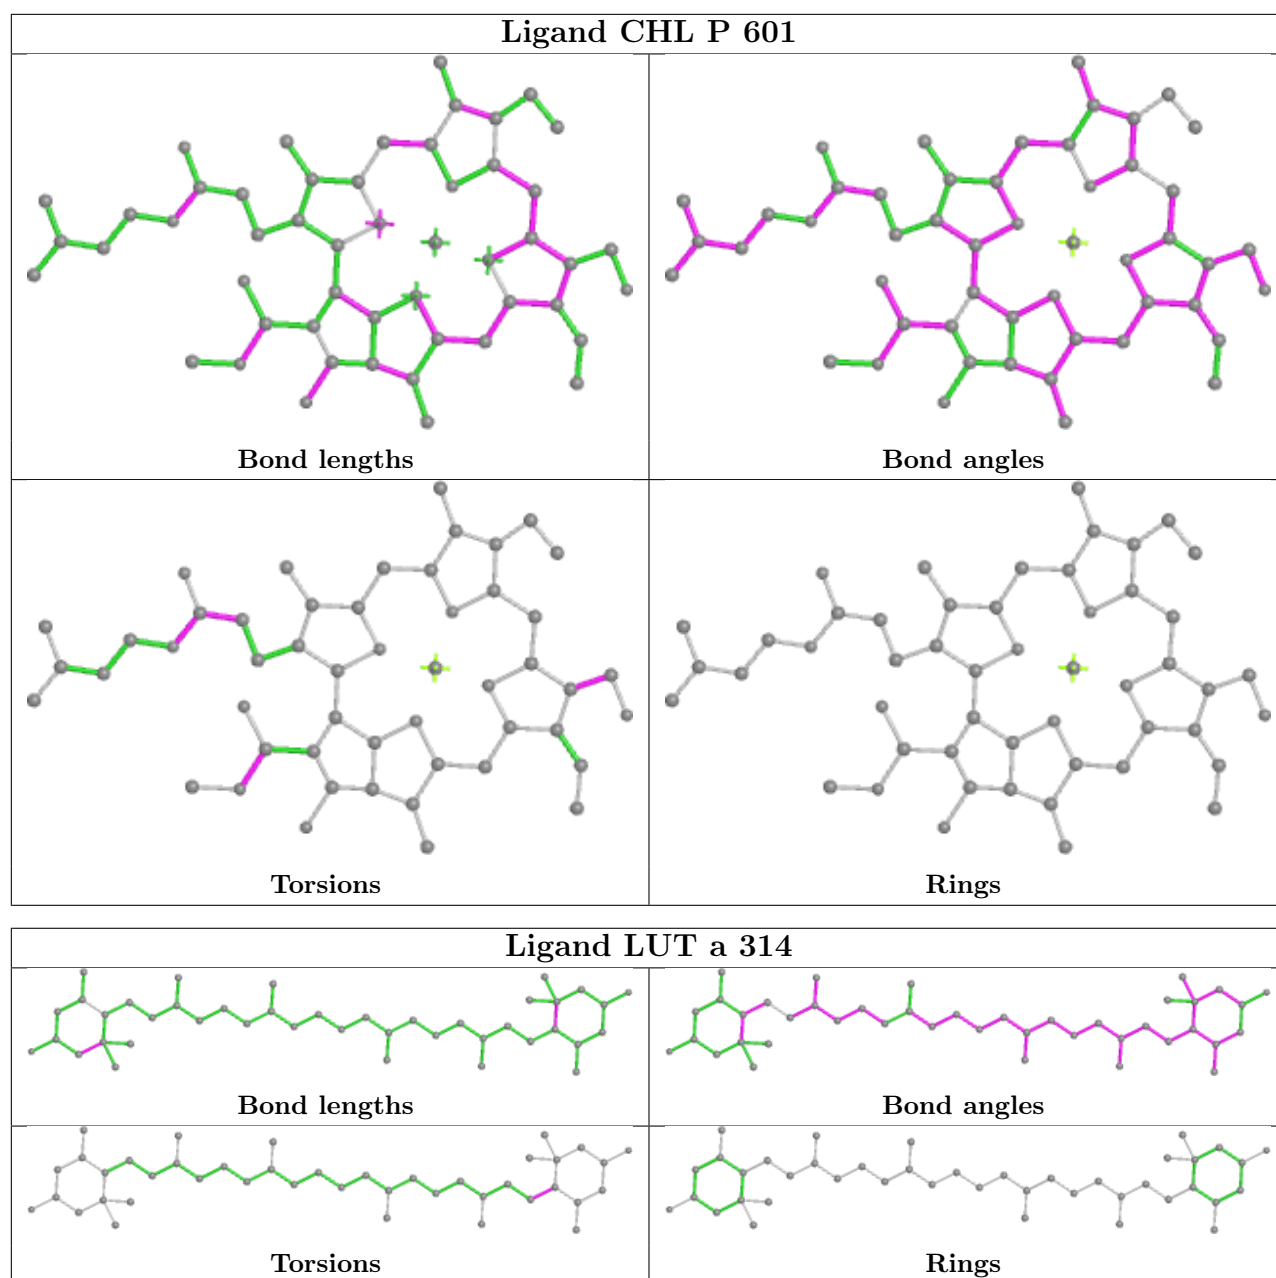 Ligand CHL P 601
Bond lengths
Bond angles
Torsions
Rings
Ligand LUT a 314
Bond lengths
Bond angles
Torsions
Rings